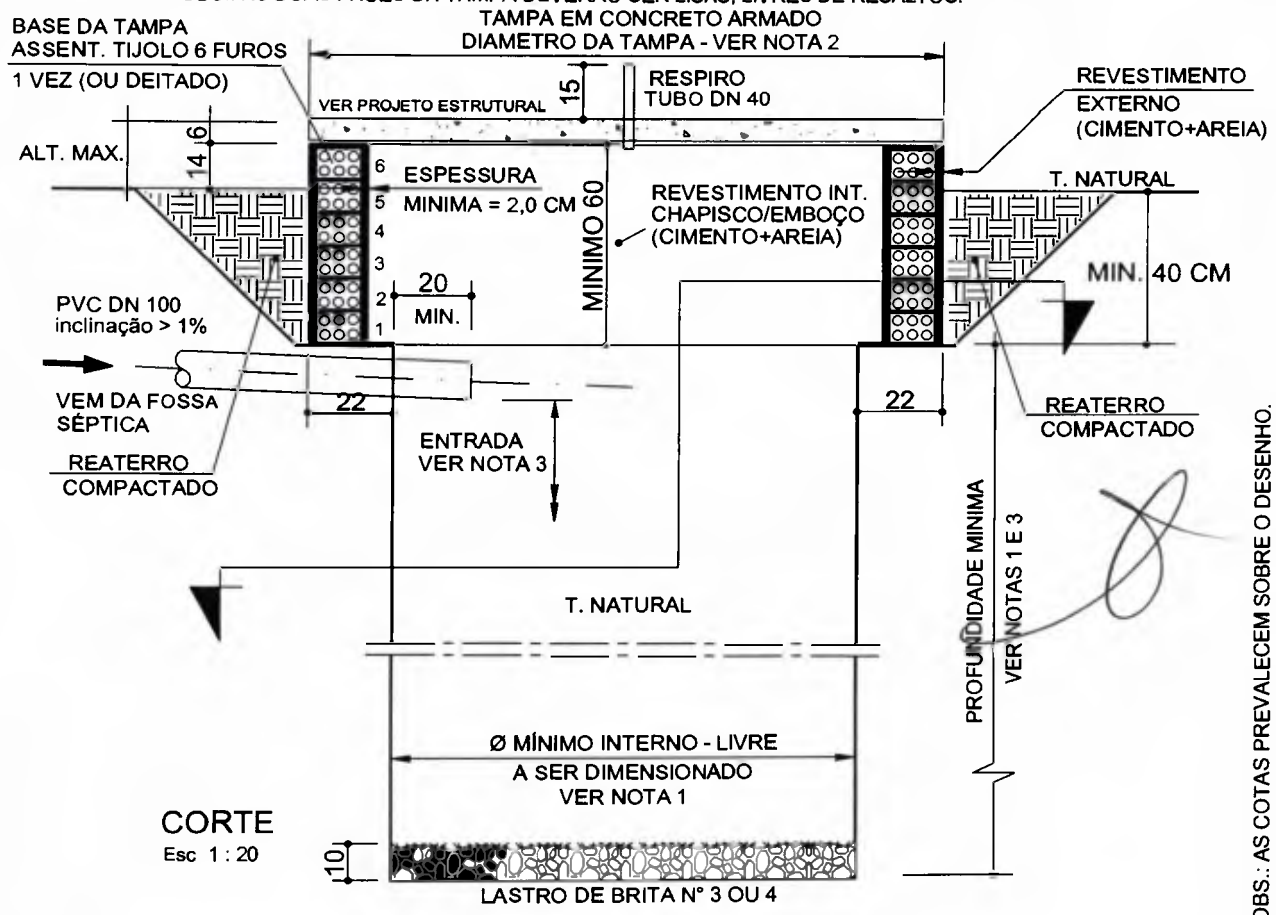 TAMPA EM CONCRETO ARMADO
DIAMETRO DA TAMPA - VER NOTA 2
BASE DA TAMPA
ASSENT. TIJOLO 6 FUROS
1 VEZ (OU DEITADO)
VER PROJETO ESTRUTURAL
15
RESPIRO
TUBO DN 40
REVESTIMENTO
EXTERNO
(CIMENTO+AREIA)
6
14
ALT. MAX.
6
5
4
3
2
1
ESPESSURA
MINIMA = 2,0 CM
MINIMO 60
REVESTIMENTO INT.
CHAPISCO/EMBOÇO
(CIMENTO+AREIA)
T. NATURAL
MIN. 40 CM
20
MIN.
PVC DN 100
inclinação > 1%
VEM DA FOSSA
SÉPTICA
REATERRO
COMPACTADO
22
ENTRADA
VER NOTA 3
22
REATERRO
COMPACTADO
T. NATURAL
PROFUNDIDADE MINIMA
VER NOTAS 1 E 3
Ø MÍNIMO INTERNO - LIVRE
A SER DIMENSIONADO
VER NOTA 1
CORTE
Esc 1 : 20
10
LASTRO DE BRITA N° 3 OU 4
OBS.: AS COTAS PREVALECEM SOBRE O DESENHO.